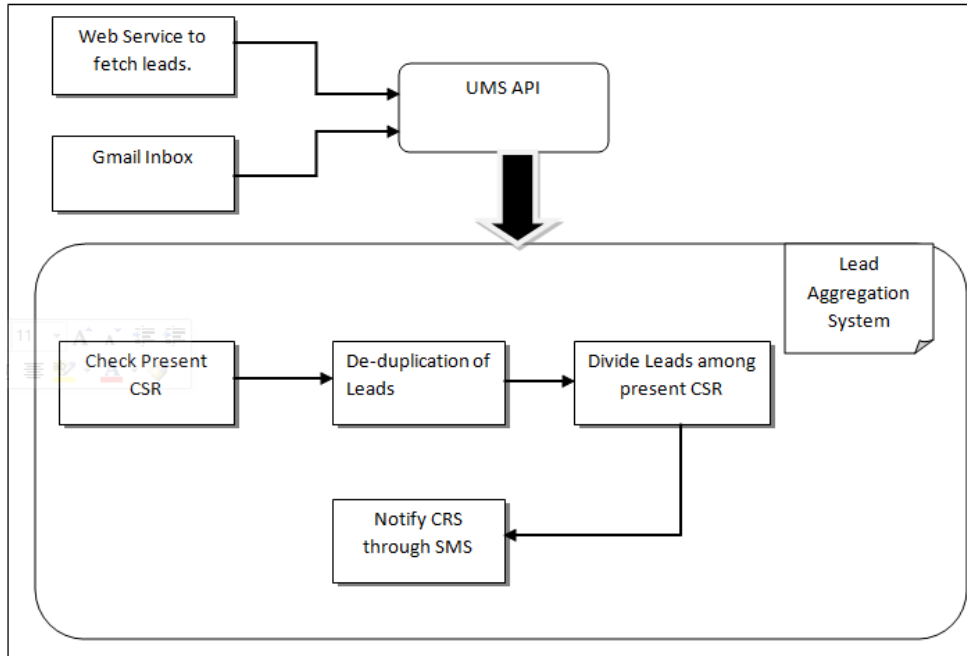 Web Service to
fetch leads.
UMS API
Gmail Inbox
Lead
Aggregation
System
11
Check Present
CSR
De-duplication of
Leads
Divide Leads among
present CSR
Notify CRS
through SMS